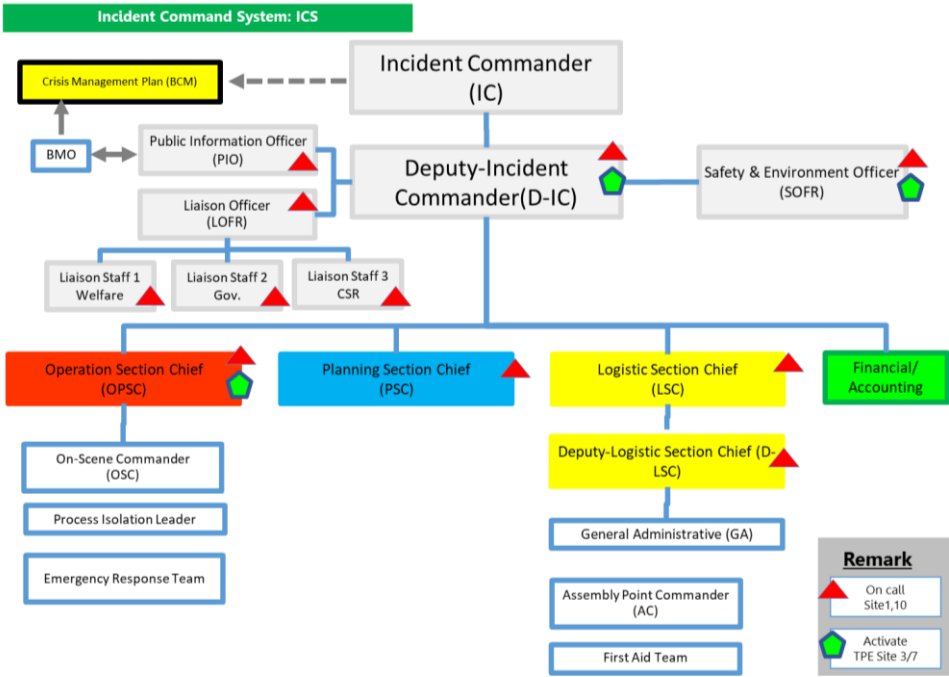 Incident Command System: ICS
Incident Commander
(IC)
Crisis Management Plan (BCM)
BMO
Public Information Officer
(PIO)
Deputy-Incident
Commander(D-IC)
Safety & Environment Officer
(SOFR)
Liaison Officer
(LOFR)
Liaison Staff 1
Welfare
Liaison Staff 2
Gov.
Liaison Staff 3
CSR
Operation Section Chief
(OPSC)
Planning Section Chief
(PSC)
Logistic Section Chief
(LSC)
Financial/
Accounting
On-Scene Commander
(OSC)
Deputy-Logistic Section Chief (D-
LSC)
Process Isolation Leader
General Administrative (GA)
Emergency Response Team
Assembly Point Commander
(AC)
First Aid Team
Remark
On call
Site1,10
Activate
TPE Site 3/7